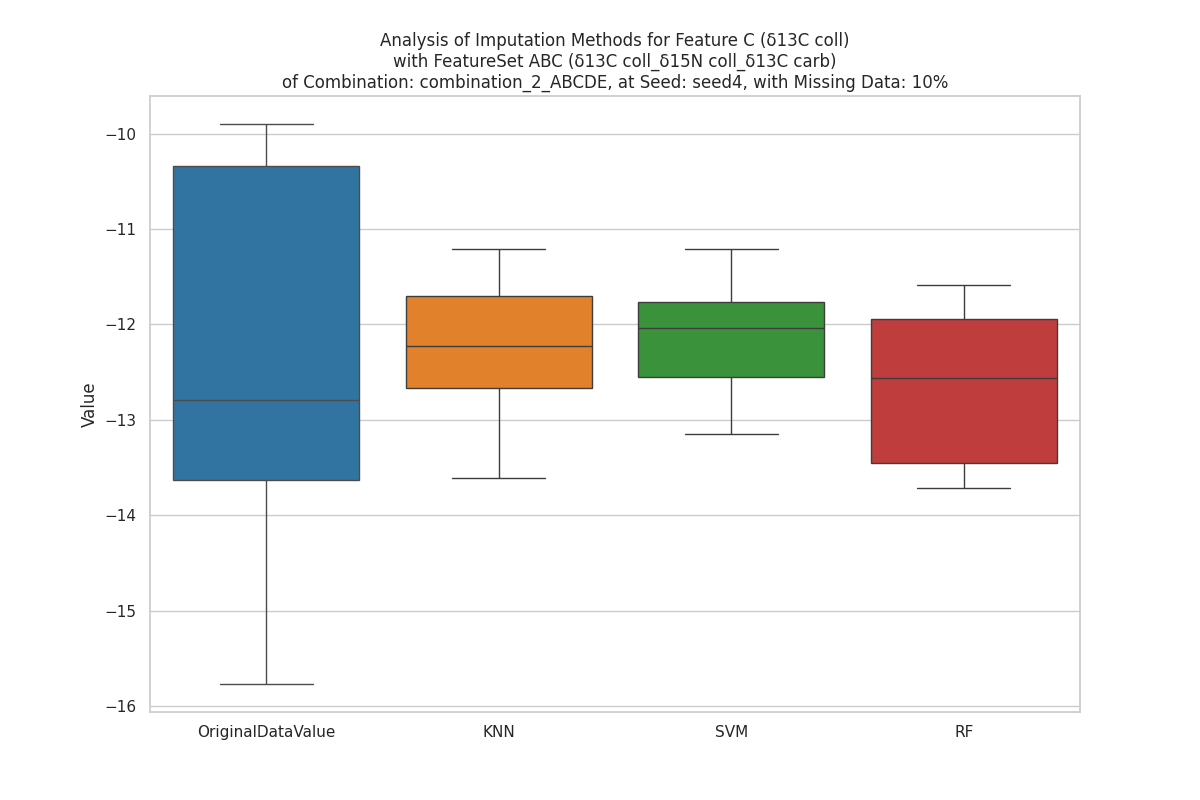 Analysis of Imputation Methods for Feature C (δ13C coll)
with FeatureSet ABC (δ13C coll_δ15N coll_δ13C carb)
of Combination: combination_2_ABCDE, at Seed: seed4, with Missing Data: 10%
Value
−10
−11
−12
−13
−14
−15
−16
OriginalDataValue
KNN
SVM
RF